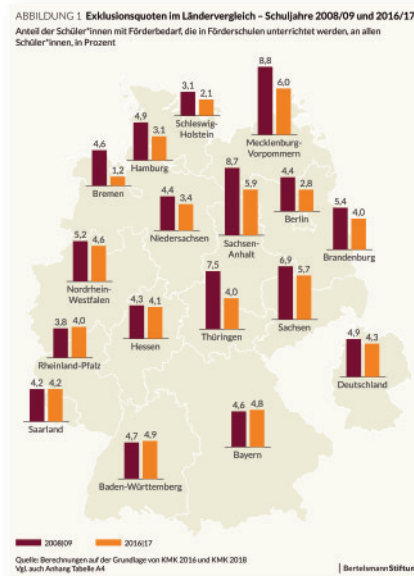 ABBILDUNG 1 Exklusionsquoten im Ländervergleich – Schuljahre 2008/09 und 2016/17
Anteil der Schüler*innen mit Förderbedarf, die in Förderschulen unterrichtet werden, an allen
Schüler*innen, in Prozent
8,8
6,0
Mecklenburg-
Vorpommern
3,1
2,1
Schleswig-
Holstein
4,9
3,1
Hamburg
4,6
1,2
Bremen
8,7
5,9
Sachsen-
Anhalt
4,4
2,8
Berlin
4,4
3,4
Niedersachsen
5,4
4,0
Brandenburg
5,2
4,6
Nordrhein-
Westfalen
7,5
4,0
Thüringen
6,9
5,7
Sachsen
4,3
4,1
Hessen
3,8
4,0
Rheinland-Pfalz
4,9
4,3
Deutschland
4,2
4,2
Saarland
4,6
4,8
Bayern
4,7
4,9
Baden-Württemberg
2008/09
2016/17
Quelle: Berechnungen auf der Grundlage von KMK 2016 und KMK 2018
Vgl. auch Anhang Tabelle A4
BertelsmannStiftung